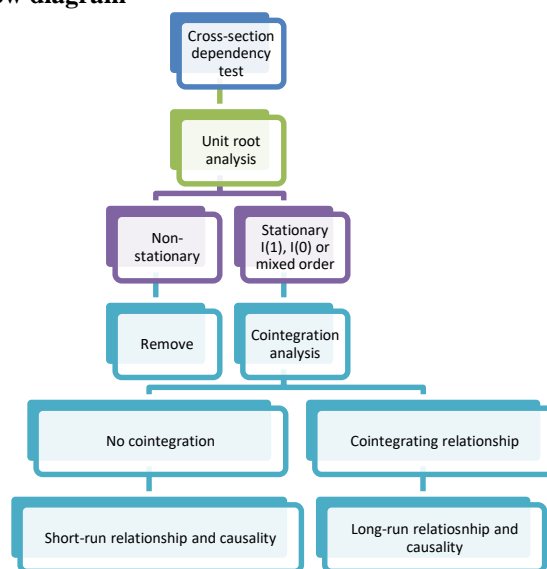 ow diagram
Cross-section
dependency
test
Unit root
analysis
Non-
stationary
Stationary
I(1), I(0) or
mixed order
Remove
Cointegration
analysis
No cointegration
Cointegrating relationship
Short-run relationship and causality
Long-run relatiosnhip and
causality